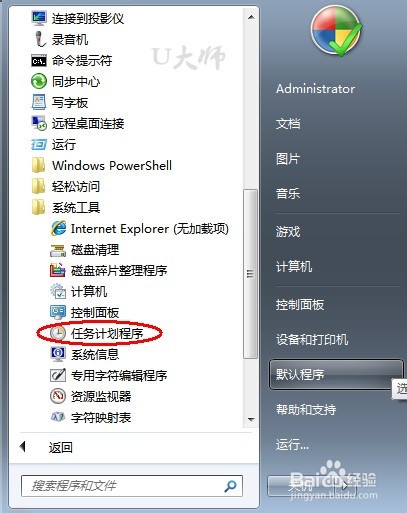 连接到投影仪
录音机
命令提示符
同步中心
写字板
远程桌面连接
运行
Windows PowerShell
轻松访问
系统工具
Internet Explorer (无加载项)
磁盘清理
磁盘碎片整理程序
计算机
控制面板
任务计划程序
系统信息
专用字符编辑程序
资源监视器
字符映射表
返回
搜索程序和文件
U大师
Administrator
文档
图片
音乐
游戏
计算机
控制面板
设备和打印机
默认程序
选
帮助和支持
运行...
关机
Baidu经验
jingyan.baidu.com